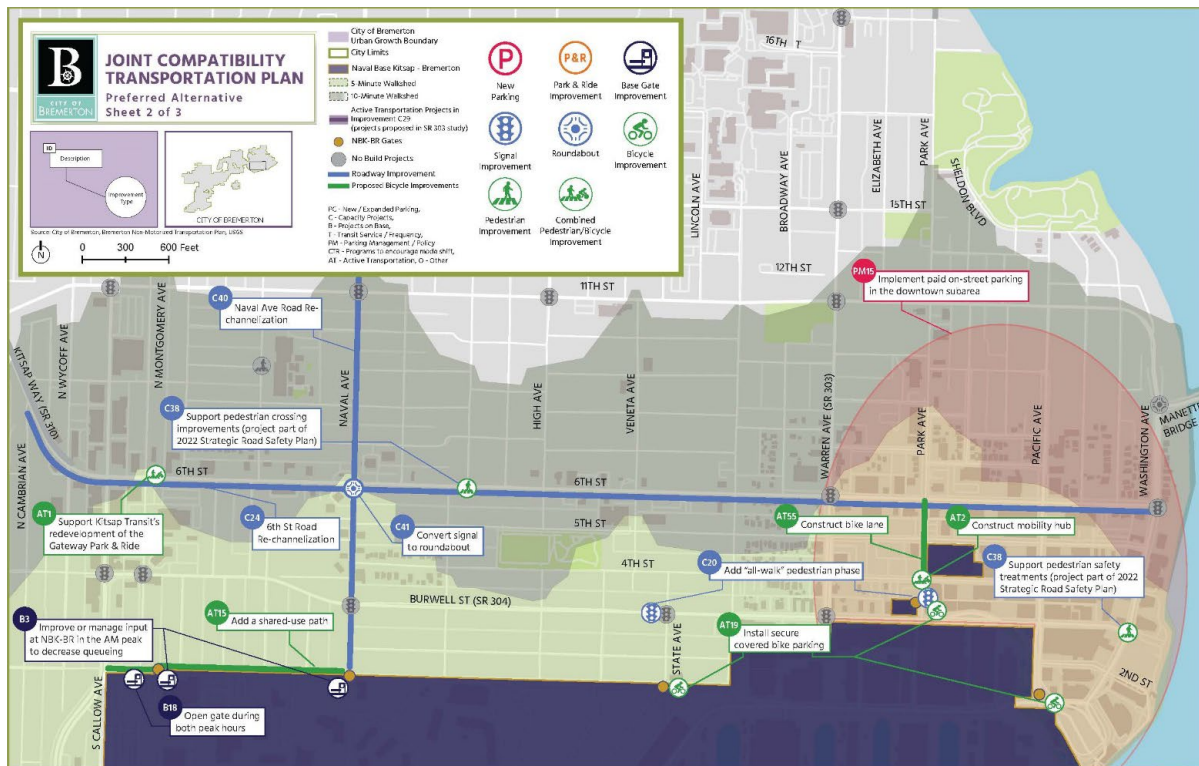 B
CITY OF
BREMERTON
JOINT COMPATIBILITY
TRANSPORTATION PLAN
Preferred Alternative
Sheet 2 of 3
ID
Description
Improvement
Type
CITY OF BREMERTON
Source: City of Bremerton, Bremerton Non-Motorized Transportation Plan, USGS
N
0 300 600 Feet
City of Bremerton
Urban Growth Boundary
City Limits
Naval Base Kitsap - Bremerton
5-Minute Walkshed
10-Minute Walkshed
Active Transportation Projects in
Improvement C29
(projects proposed in SR 303 study)
NBK-BR Gates
No Build Projects
Roadway Improvement
Proposed Bicycle Improvements
PC - New / Expanded Parking,
C - Capacity Projects,
B - Projects on Base,
T - Transit Service / Frequency,
PM - Parking Management / Policy
CTR - Programs to encourage mode shift,
AT - Active Transportation, O - Other
P
New
Parking
P&R
Park & Ride
Improvement
Base Gate
Improvement
Signal
Improvement
Roundabout
Bicycle
Improvement
Pedestrian
Improvement
Combined
Pedestrian/Bicycle
Improvement
16TH
T
LINCOLN AVE
BROADWAY AVE
ELIZABETH AVE
PARK AVE
SHELDON BLVD
15TH ST
12TH ST
11TH ST
PM15
Implement paid on-street parking
in the downtown subarea
C40
Naval Ave Road Re-
channelization
KITSAP WAY (SR 310)
N WYCOFF AVE
N MONTGOMERY AVE
NAVAL AVE
HIGH AVE
VENETA AVE
WARREN AVE (SR 303)
PARK AVE
PACIFIC AVE
WASHINGTON AVE
MANETT
BRIDGE
C38
Support pedestrian crossing
improvements (project part of
2022 Strategic Road Safety Plan)
N CAMBRIAN AVE
6TH ST
6TH ST
AT1
Support Kitsap Transit's
redevelopment of the
Gateway Park & Ride
C24
6th St Road
Re-channelization
C41
Convert signal
to roundabout
5TH ST
AT55
Construct bike lane
AT2
Construct mobility hub
4TH ST
C20
Add "all-walk" pedestrian phase
C38
Support pedestrian safety
treatments (project part of 2022
Strategic Road Safety Plan)
BURWELL ST (SR 304)
B3
Improve or manage input
at NBK-BR in the AM peak
to decrease queueing
AT15
Add a shared-use path
AT19
Install secure
covered bike parking
STATE AVE
2ND ST
S CALLOW AVE
B18
Open gate during
both peak hours